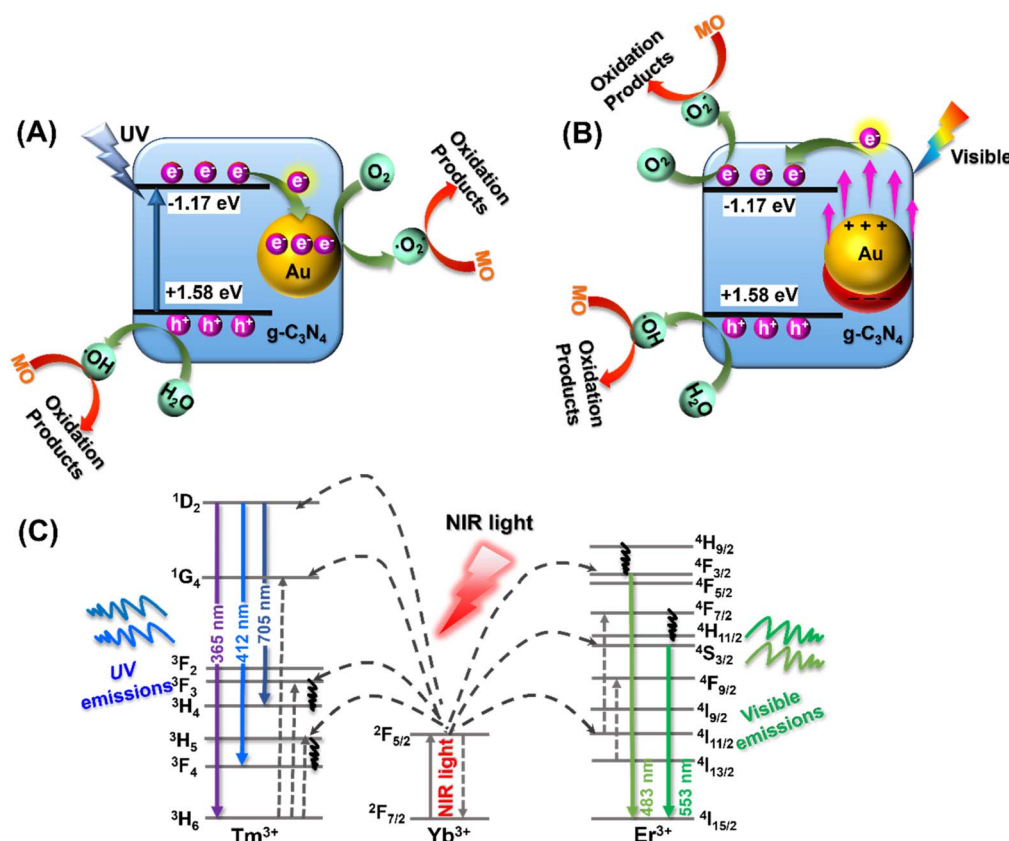 (A)
UV
e⁻ e⁻ e⁻
e⁻
-1.17 eV
O₂
Oxidation
Products
e⁻ e⁻ e⁻
Au
·O₂⁻
MO
+1.58 eV
h⁺ h⁺ h⁺
g-C₃N₄
·OH
MO
H₂O
Oxidation
Products
(B)
MO
Oxidation
Products
·O₂⁻
e⁻
Visible
O₂
e⁻ e⁻ e⁻
-1.17 eV
+ + +
Au
+1.58 eV
– – –
MO
·OH
h⁺ h⁺ h⁺
g-C₃N₄
H₂O
Oxidation
Products
(C)
¹D₂
¹G₄
³F₂
³F₃
³H₄
³H₅
³F₄
³H₆
365 nm
412 nm
705 nm
UV
emissions
Tm³⁺
NIR light
²F₅/₂
NIR light
²F₇/₂
Yb³⁺
⁴H₉/₂
⁴F₃/₂
⁴F₅/₂
⁴F₇/₂
⁴H₁₁/₂
⁴S₃/₂
⁴F₉/₂
⁴I₉/₂
⁴I₁₁/₂
⁴I₁₃/₂
⁴I₁₅/₂
483 nm
553 nm
Visible
emissions
Er³⁺